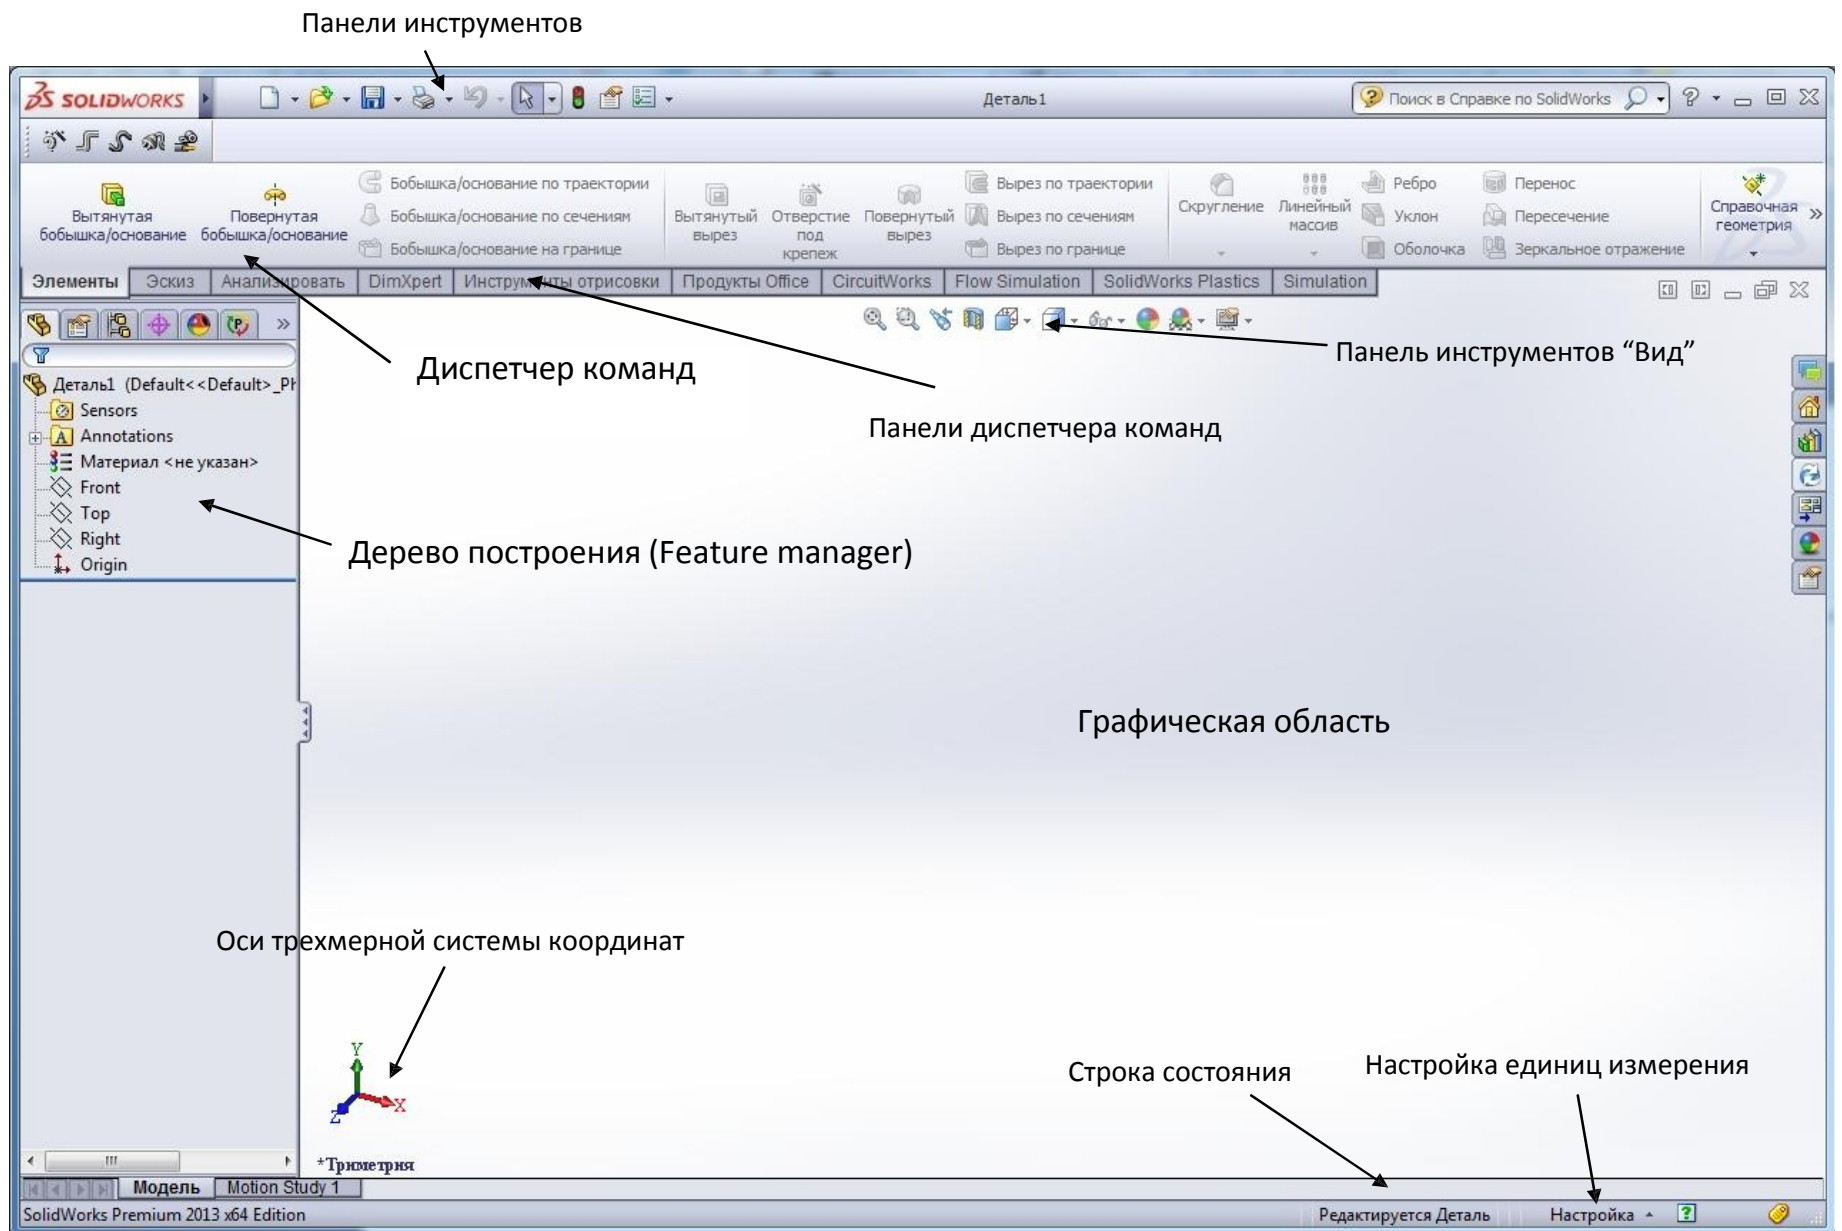 Панели инструментов
SOLIDWORKS
Деталь1
Поиск в Справке по SolidWorks
Вытянутая
бобышка/основание
Повернутая
бобышка/основание
Бобышка/основание по траектории
Бобышка/основание по сечениям
Бобышка/основание на границе
Вытянутый
вырез
Отверстие
под
крепеж
Повернутый
вырез
Вырез по траектории
Вырез по сечениям
Вырез по границе
Скругление
Линейный
массив
Ребро
Уклон
Оболочка
Перенос
Пересечение
Зеркальное отражение
Справочная
геометрия
Элементы Эскиз Анализировать DimXpert Инструменты отрисовки Продукты Office CircuitWorks Flow Simulation SolidWorks Plastics Simulation
Панель инструментов “Вид”
Диспетчер команд
Панели диспетчера команд
Деталь1 (Default<<Default>_Ph
Sensors
Annotations
Материал <не указан>
Front
Top
Right
Origin
Дерево построения (Feature manager)
Графическая область
Оси трехмерной системы координат
Y
X
Z
*Триметрия
Строка состояния
Настройка единиц измерения
Модель Motion Study 1
SolidWorks Premium 2013 x64 Edition
Редактируется Деталь
Настройка